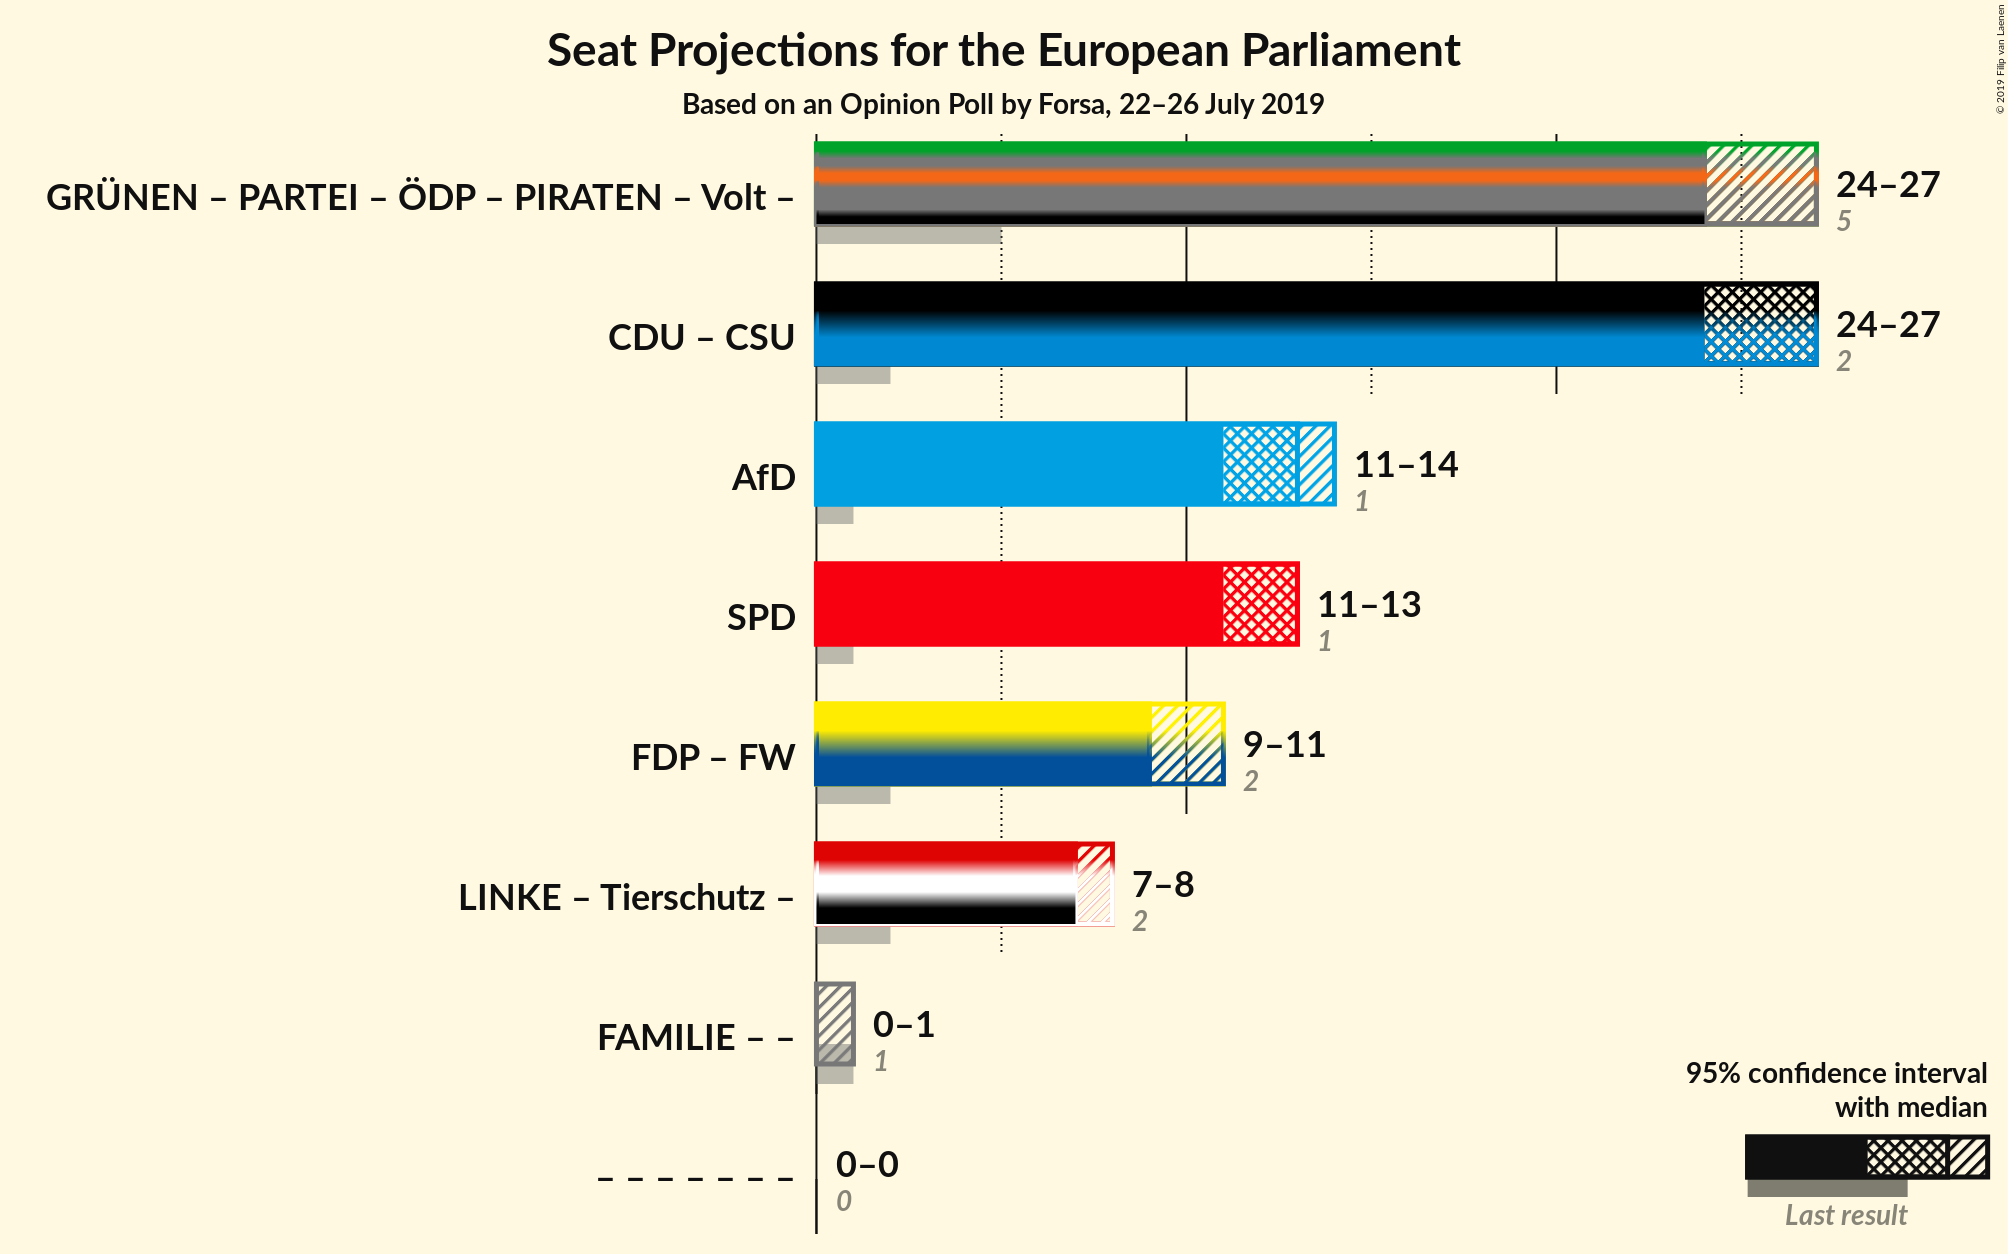 Seat Projections for the European Parliament
Based on an Opinion Poll by Forsa, 22–26 July 2019
© 2019 Filip van Laenen
GRÜNEN – PARTEI – ÖDP – PIRATEN – Volt –
24–27
5
CDU – CSU
24–27
2
AfD
11–14
1
SPD
11–13
1
FDP – FW
9–11
2
LINKE – Tierschutz –
7–8
2
FAMILIE – –
0–1
1
– – – – – – –
0–0
0
95% confidence interval
with median
Last result